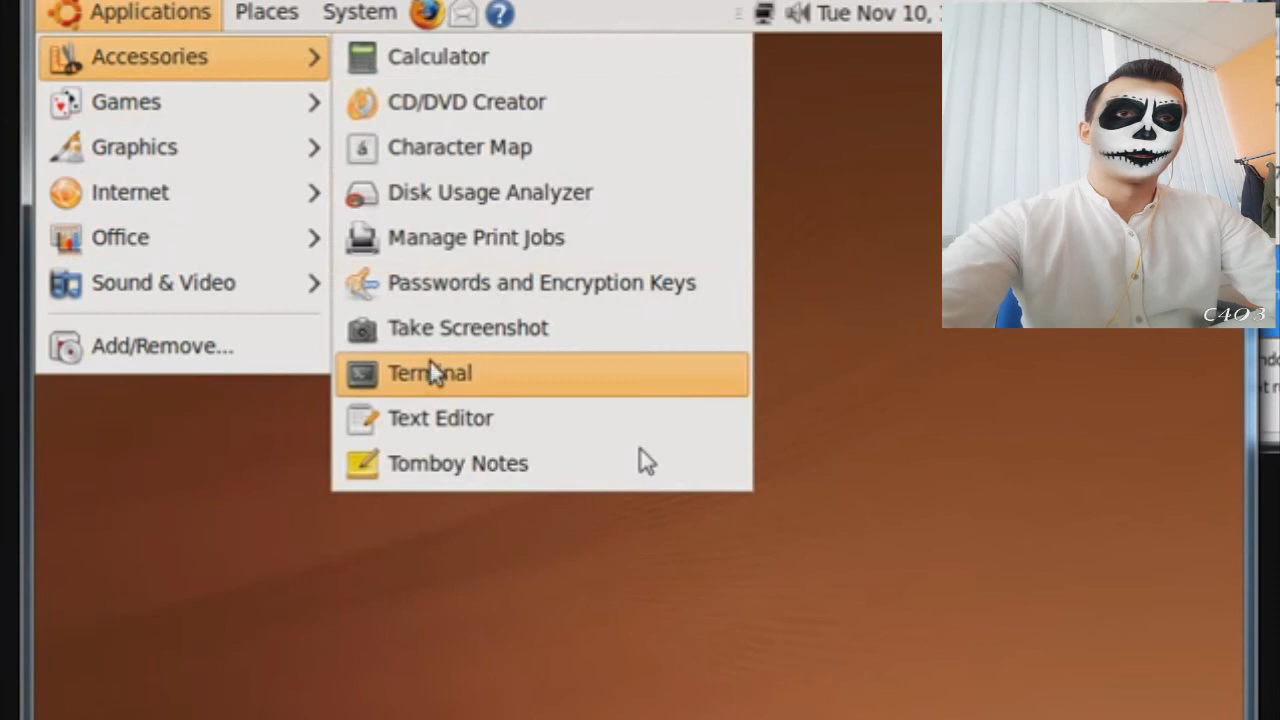 Applications Places System Tue Nov 10,
Accessories
Games
Graphics
Internet
Office
Sound & Video
Add/Remove...
Calculator
CD/DVD Creator
Character Map
Disk Usage Analyzer
Manage Print Jobs
Passwords and Encryption Keys
Take Screenshot
Terminal
Text Editor
Tomboy Notes
C4O3